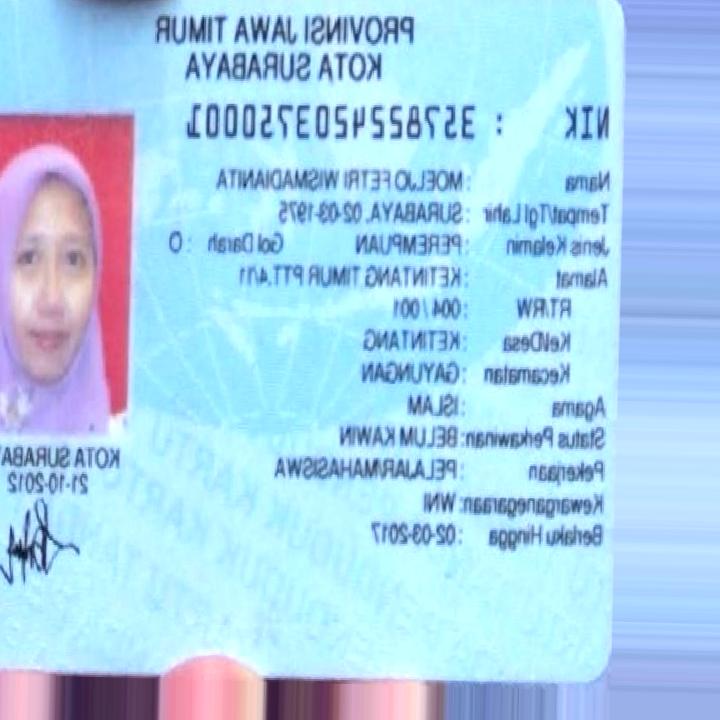 PROVINSI JAWA TIMUR
KOTA SURABAYA
NIK : 3578224203750001
Nama : MOELJO FETRI WISMADIANITA
Tempat/Tgl Lahir : SURABAYA, 02-03-1975
Jenis Kelamin : PEREMPUAN Gol Darah : O
Alamat : KETINTANG TIMUR PTT.4/11
RT/RW : 004 / 001
Kel/Desa : KETINTANG
Kecamatan : GAYUNGAN
Agama : ISLAM
Status Perkawinan: BELUM KAWIN
Pekerjaan : PELAJAR/MAHASISWA
Kewarganegaraan: WNI
Berlaku Hingga : 02-03-2017
KOTA SURABA
21-10-2012